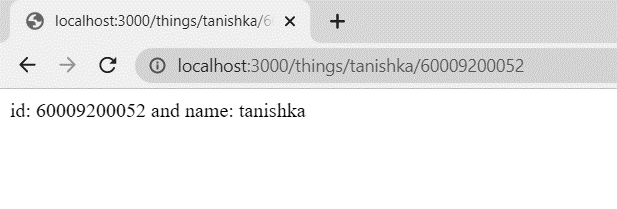 localhost:3000/things/tanishka/6
localhost:3000/things/tanishka/60009200052
id: 60009200052 and name: tanishka